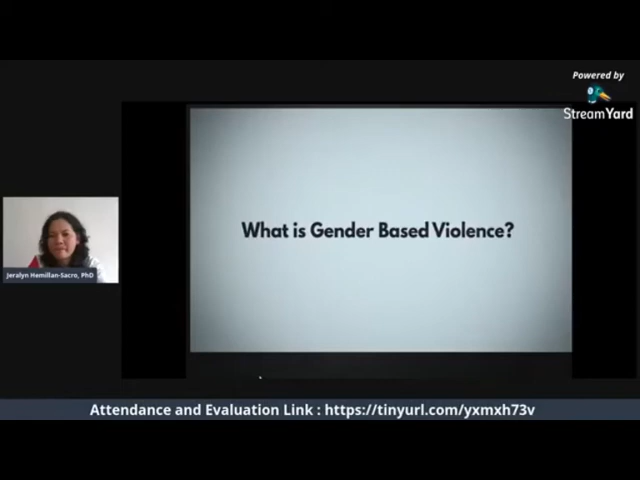 Powered by
StreamYard
What is Gender Based Violence?
Jeralyn Hemillan-Sacro, PhD
Attendance and Evaluation Link : https://tinyurl.com/yxmxh73v